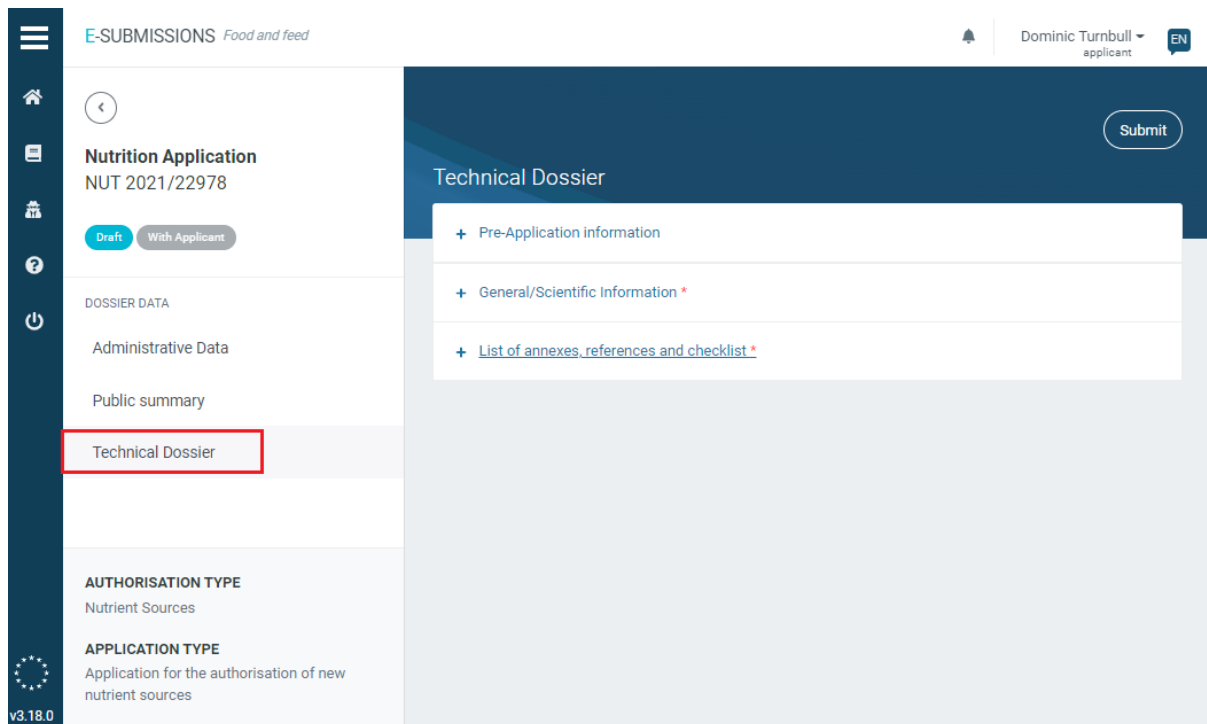 E-SUBMISSIONS Food and feed
Dominic Turnbull
applicant
EN
Nutrition Application
NUT 2021/22978
Draft
With Applicant
DOSSIER DATA
Administrative Data
Public summary
Technical Dossier
AUTHORISATION TYPE
Nutrient Sources
APPLICATION TYPE
Application for the authorisation of new
nutrient sources
v3.18.0
Submit
Technical Dossier
+ Pre-Application information
+ General/Scientific Information *
+ List of annexes, references and checklist *